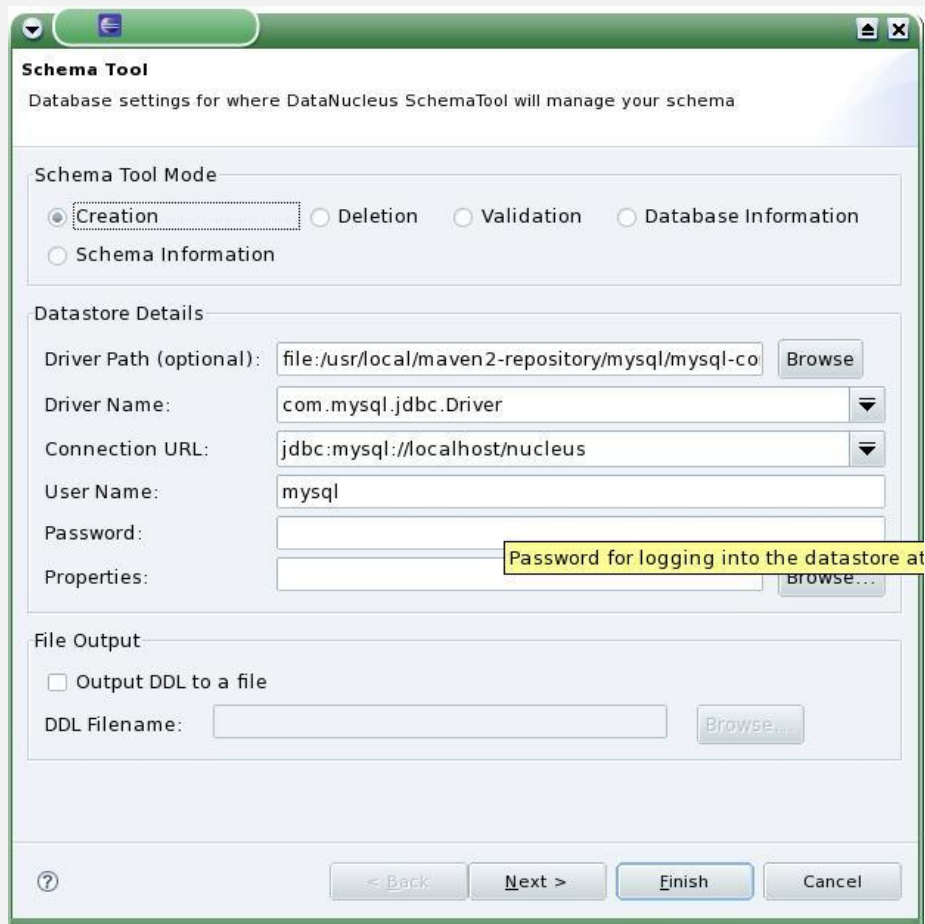 Schema Tool
Database settings for where DataNucleus SchemaTool will manage your schema
Schema Tool Mode
Creation Deletion Validation Database Information
Schema Information
Datastore Details
Driver Path (optional): file:/usr/local/maven2-repository/mysql/mysql-co Browse
Driver Name: com.mysql.jdbc.Driver
Connection URL: jdbc:mysql://localhost/nucleus
User Name: mysql
Password:
Password for logging into the datastore at
Properties: Browse...
File Output
Output DDL to a file
DDL Filename: Browse...
? < Back Next > Finish Cancel